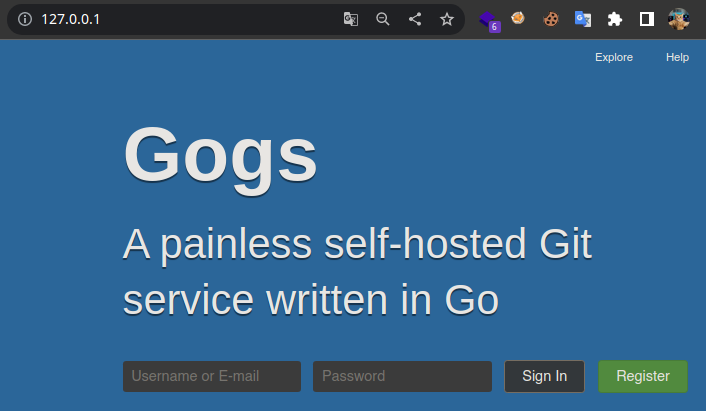 127.0.0.1
6
Explore Help
Gogs
A painless self-hosted Git
service written in Go
Username or E-mail Password Sign In Register